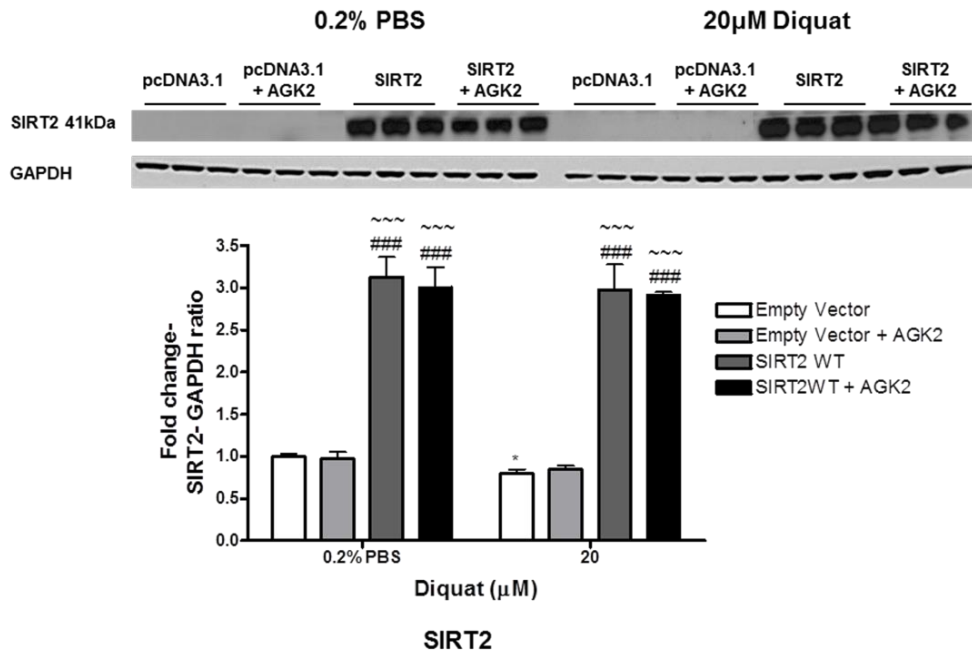 0.2% PBS 20µM Diquat
pcDNA3.1 pcDNA3.1 + AGK2 SIRT2 SIRT2 + AGK2 pcDNA3.1 pcDNA3.1 + AGK2 SIRT2 SIRT2 + AGK2
SIRT2 41kDa
GAPDH
~~~ ~~~ ~~~ ~~~
### ### ### ###
3.5
3.0
2.5
2.0
1.5
1.0
0.5
0.0
*
Fold change-
SIRT2- GAPDH ratio
Empty Vector
Empty Vector + AGK2
SIRT2 WT
SIRT2WT + AGK2
0.2% PBS 20
Diquat (µM)
SIRT2